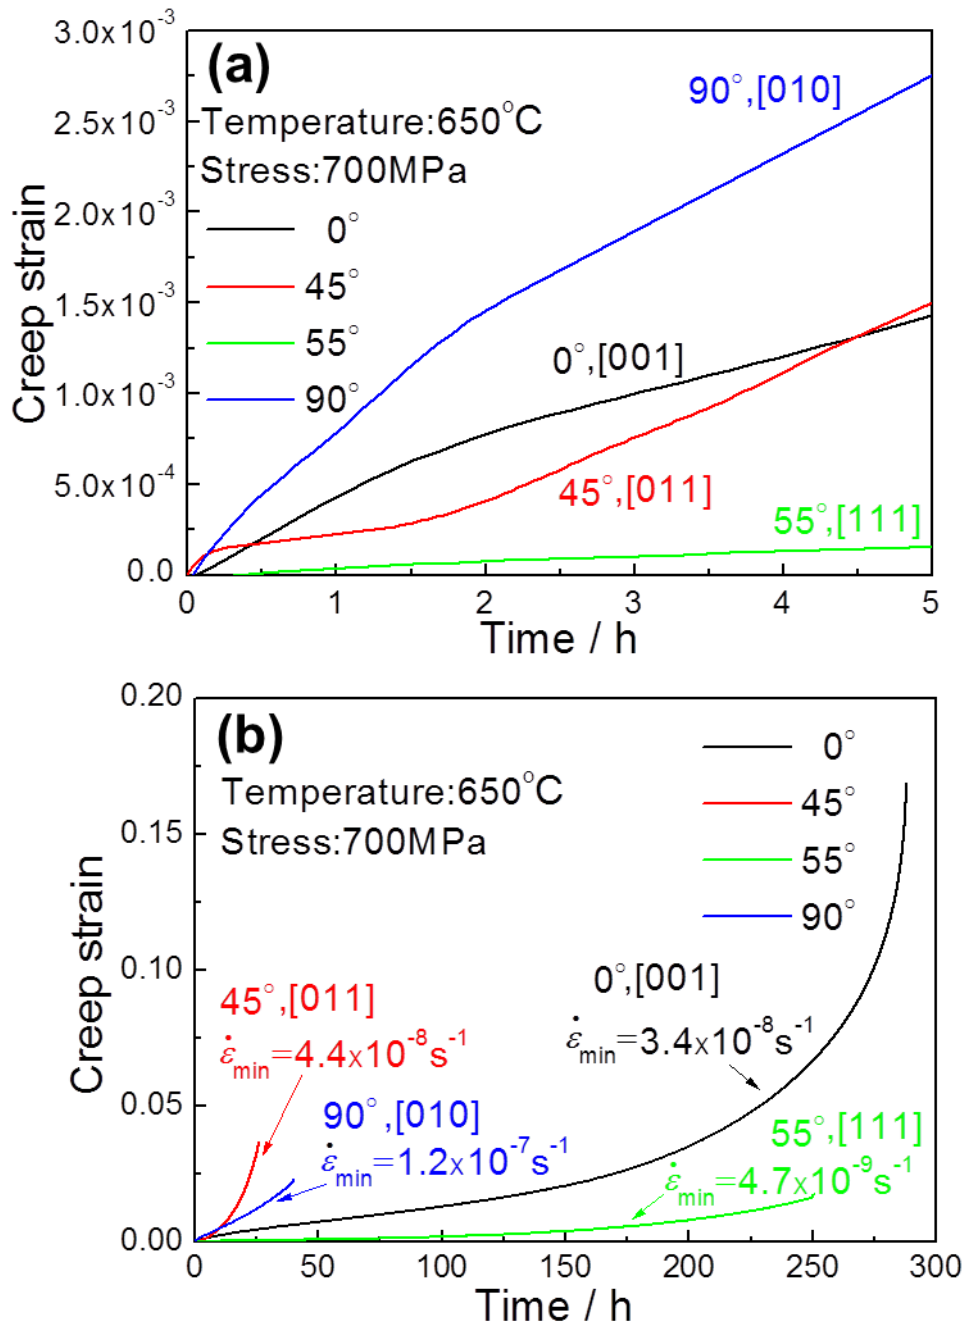 (a)
Temperature:650°C
Stress:700MPa
0°
45°
55°
90°
90°,[010]
0°,[001]
45°,[011]
55°,[111]
3.0x10⁻³
2.5x10⁻³
2.0x10⁻³
1.5x10⁻³
1.0x10⁻³
5.0x10⁻⁴
0.0
Creep strain
0 1 2 3 4 5
Time / h
(b)
Temperature:650°C
Stress:700MPa
0°
45°
55°
90°
45°,[011]
ε̇min=4.4x10⁻⁸s⁻¹
90°,[010]
ε̇min=1.2x10⁻⁷s⁻¹
0°,[001]
ε̇min=3.4x10⁻⁸s⁻¹
55°,[111]
ε̇min=4.7x10⁻⁹s⁻¹
0.20
0.15
0.10
0.05
0.00
Creep strain
0 50 100 150 200 250 300
Time / h